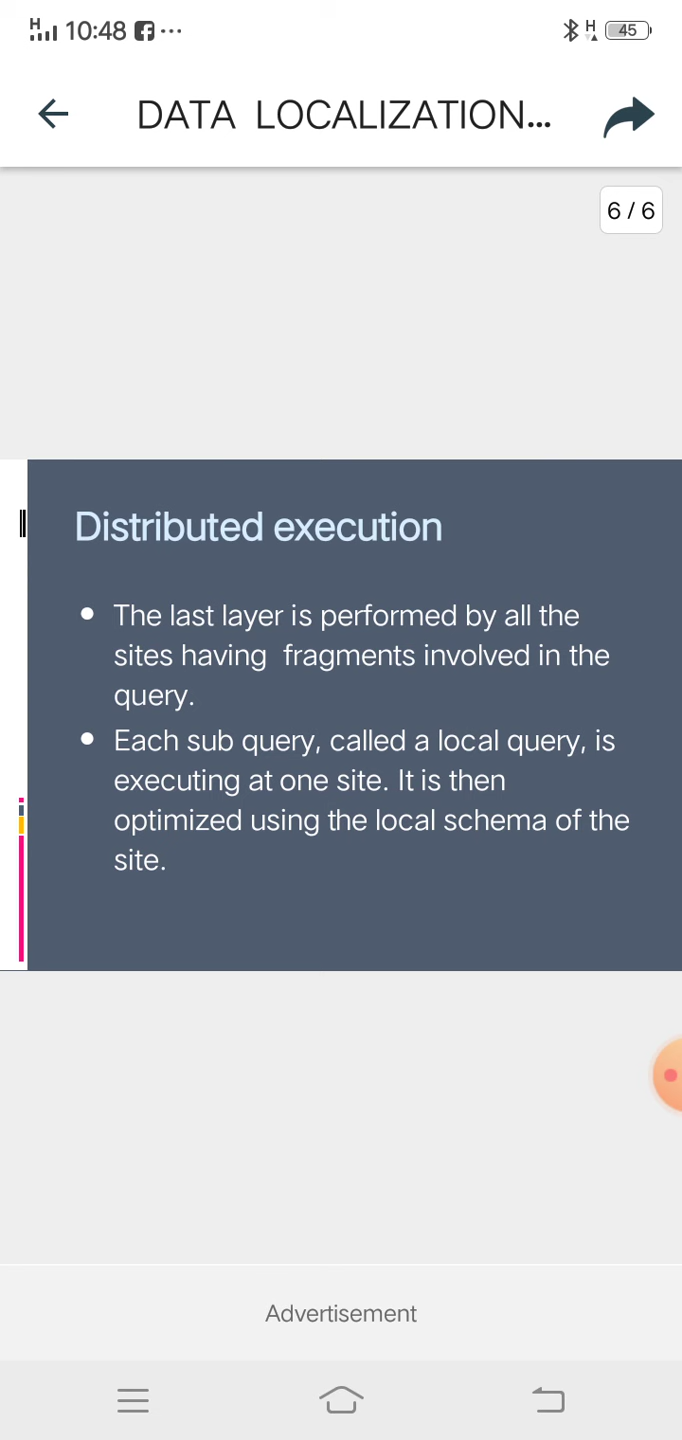 H 10:48 ...
H 45
DATA LOCALIZATION...
6 / 6
Distributed execution
• The last layer is performed by all the
sites having fragments involved in the
query.
• Each sub query, called a local query, is
executing at one site. It is then
optimized using the local schema of the
site.
Advertisement